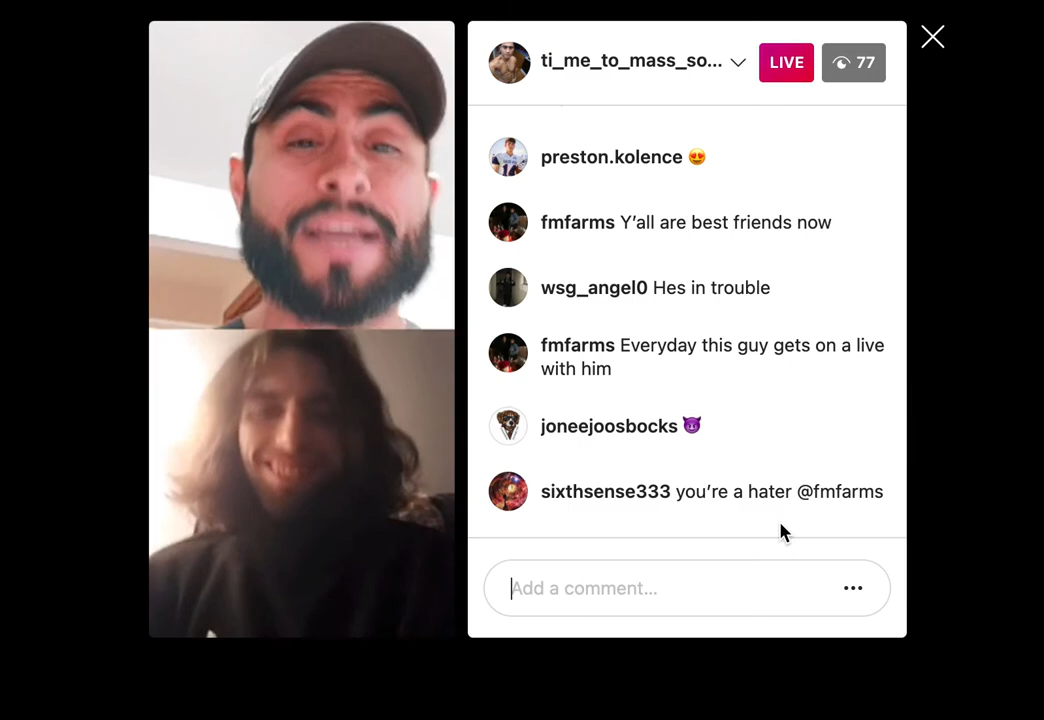 ti_me_to_mass_so...
LIVE
77
preston.kolence 😍
fmfarms Y’all are best friends now
wsg_angel0 Hes in trouble
fmfarms Everyday this guy gets on a live
with him
joneejoosbocks 😈
sixthsense333 you’re a hater @fmfarms
Add a comment...